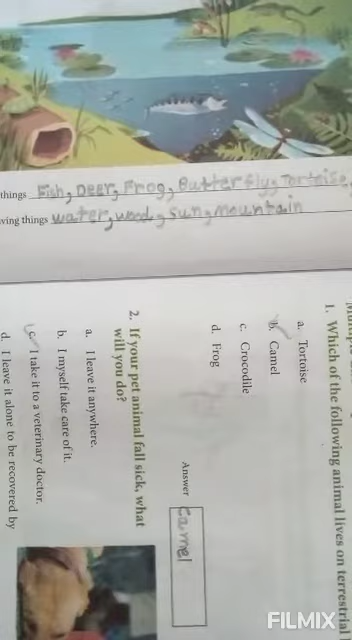 things Fish, Deer, Frog, Butterfly, Tortoise,
ving things water, wood, sun, mountain
1. Which of the following animal lives on terrestrial
a. Tortoise
b. Camel
c. Crocodile
d. Frog
Answer camel
2. If your pet animal fall sick, what
will you do?
a. I leave it anywhere.
b. I myself take care of it.
c. I take it to a veterinary doctor.
d. I leave it alone to be recovered by
FILMIX